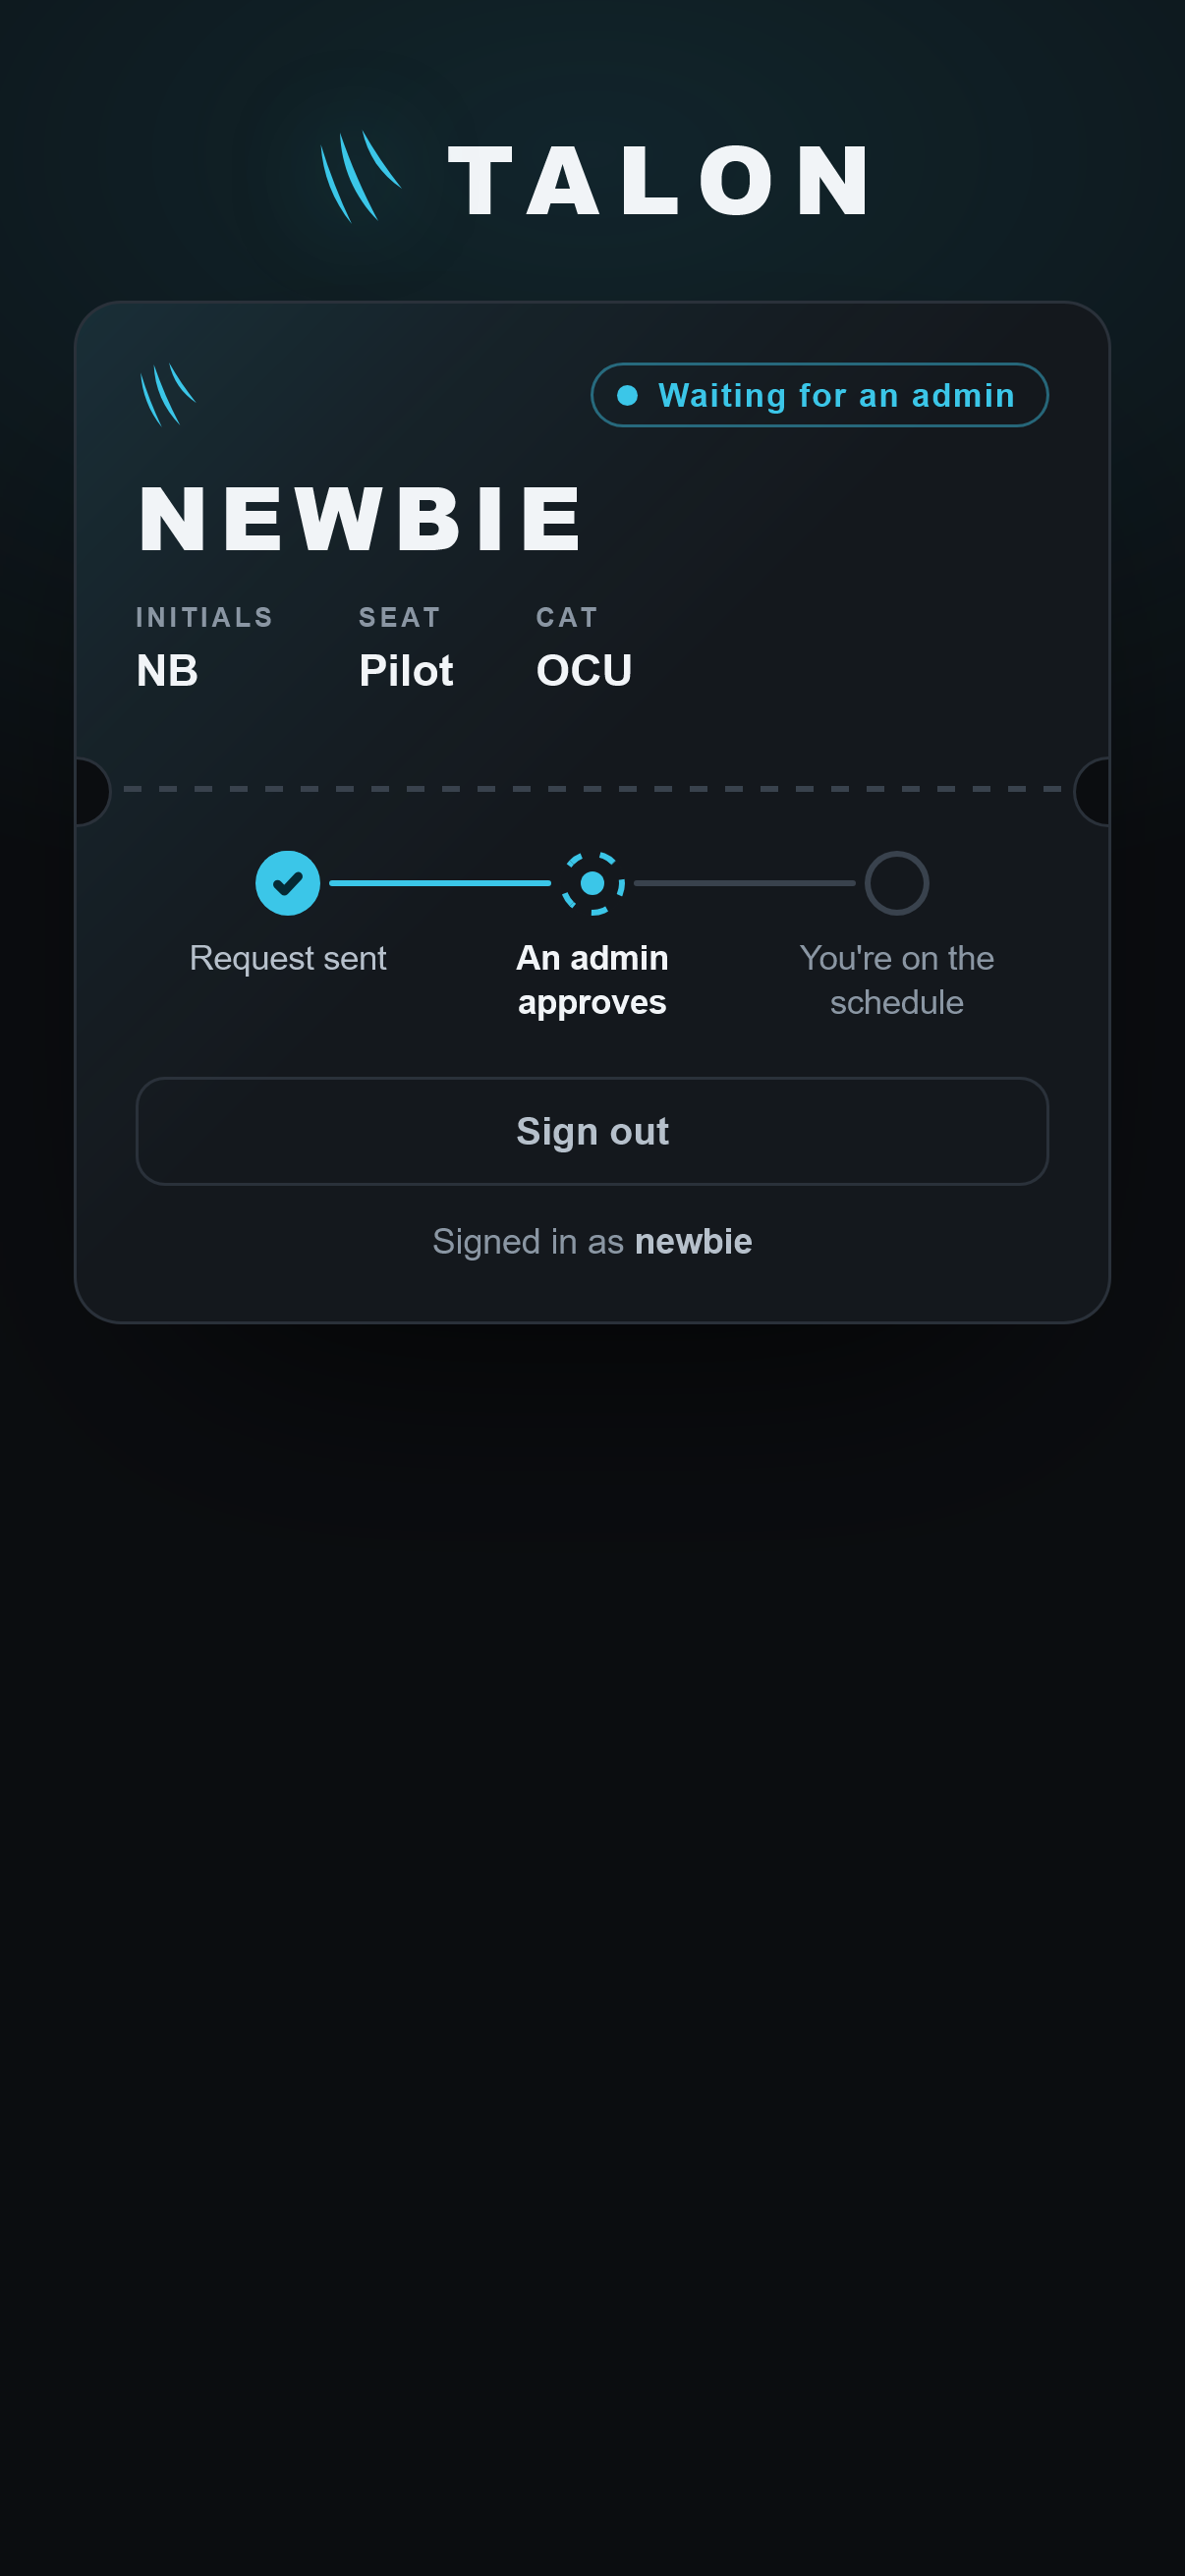 TALON
Waiting for an admin
NEWBIE
INITIALS SEAT CAT
NB Pilot OCU
Request sent
An admin
approves
You're on the
schedule
Sign out
Signed in as newbie